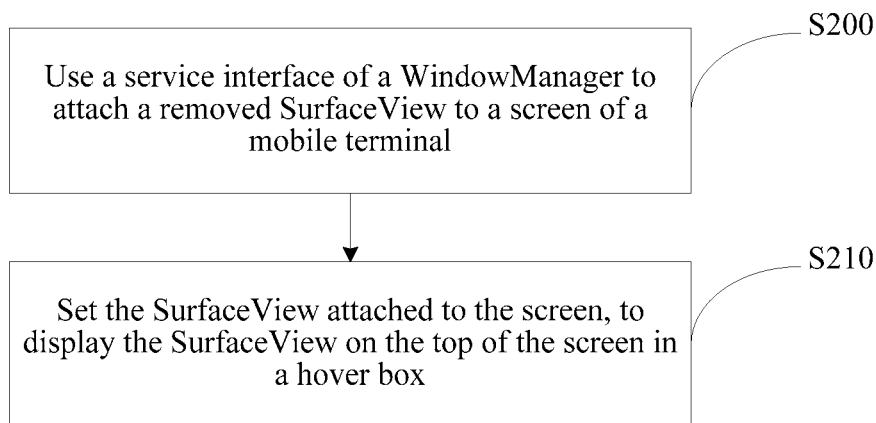 S200
Use a service interface of a WindowManager to
attach a removed SurfaceView to a screen of a
mobile terminal
S210
Set the SurfaceView attached to the screen, to
display the SurfaceView on the top of the screen in
a hover box